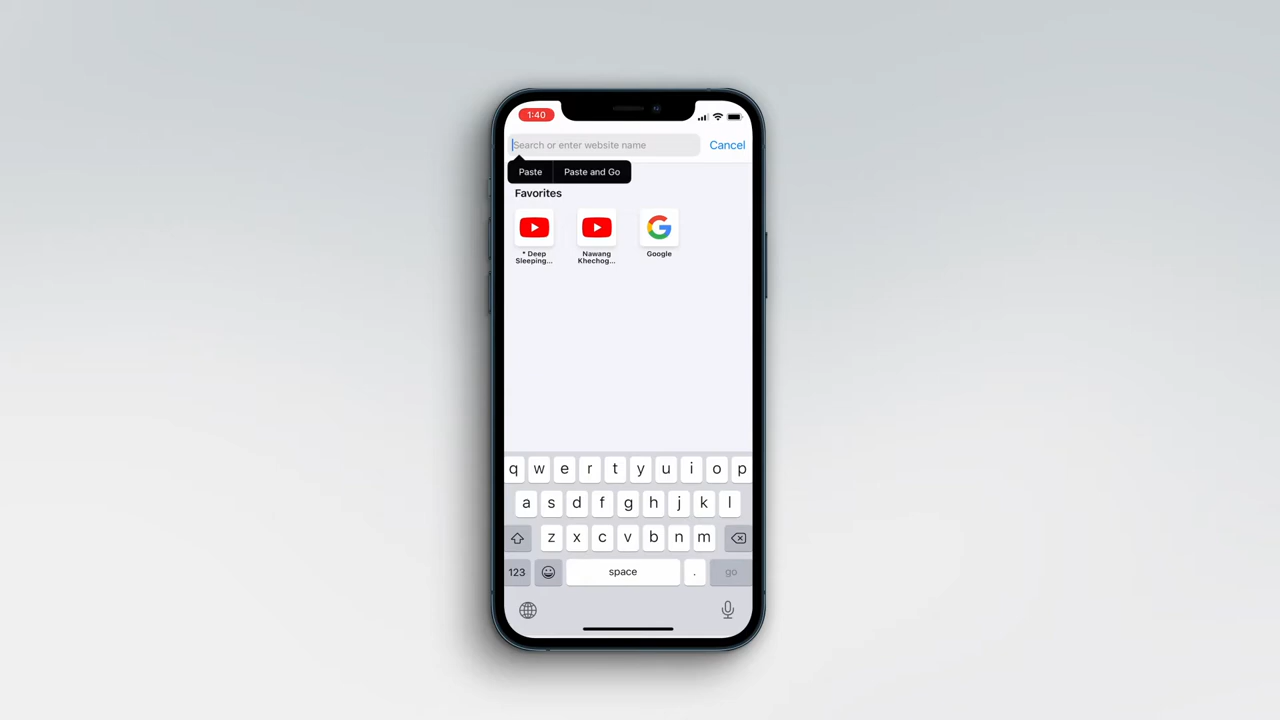 1:40
Search or enter website name
Cancel
Paste
Paste and Go
Favorites
* Deep
Sleeping...
Nawang
Khechog...
Google
q w e r t y u i o p
a s d f g h j k l
z x c v b n m
123
space
.
go